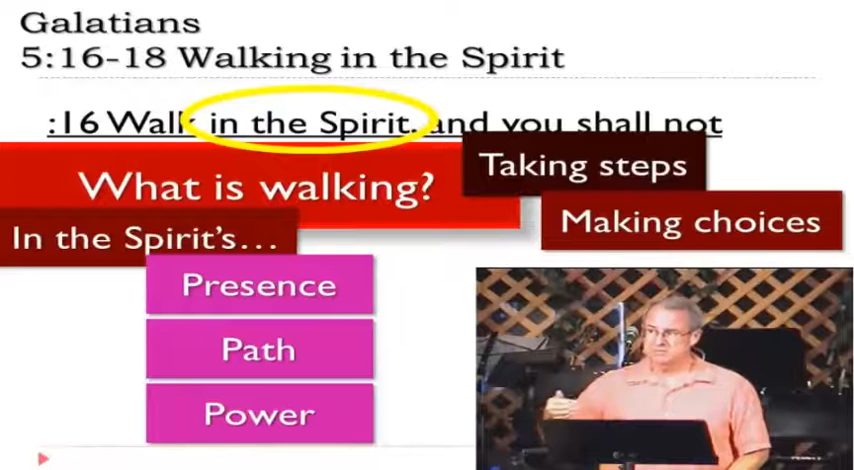 Galatians
5:16-18 Walking in the Spirit
:16 Walk in the Spirit, and you shall not
What is walking?
Taking steps
Making choices
In the Spirit's…
Presence
Path
Power